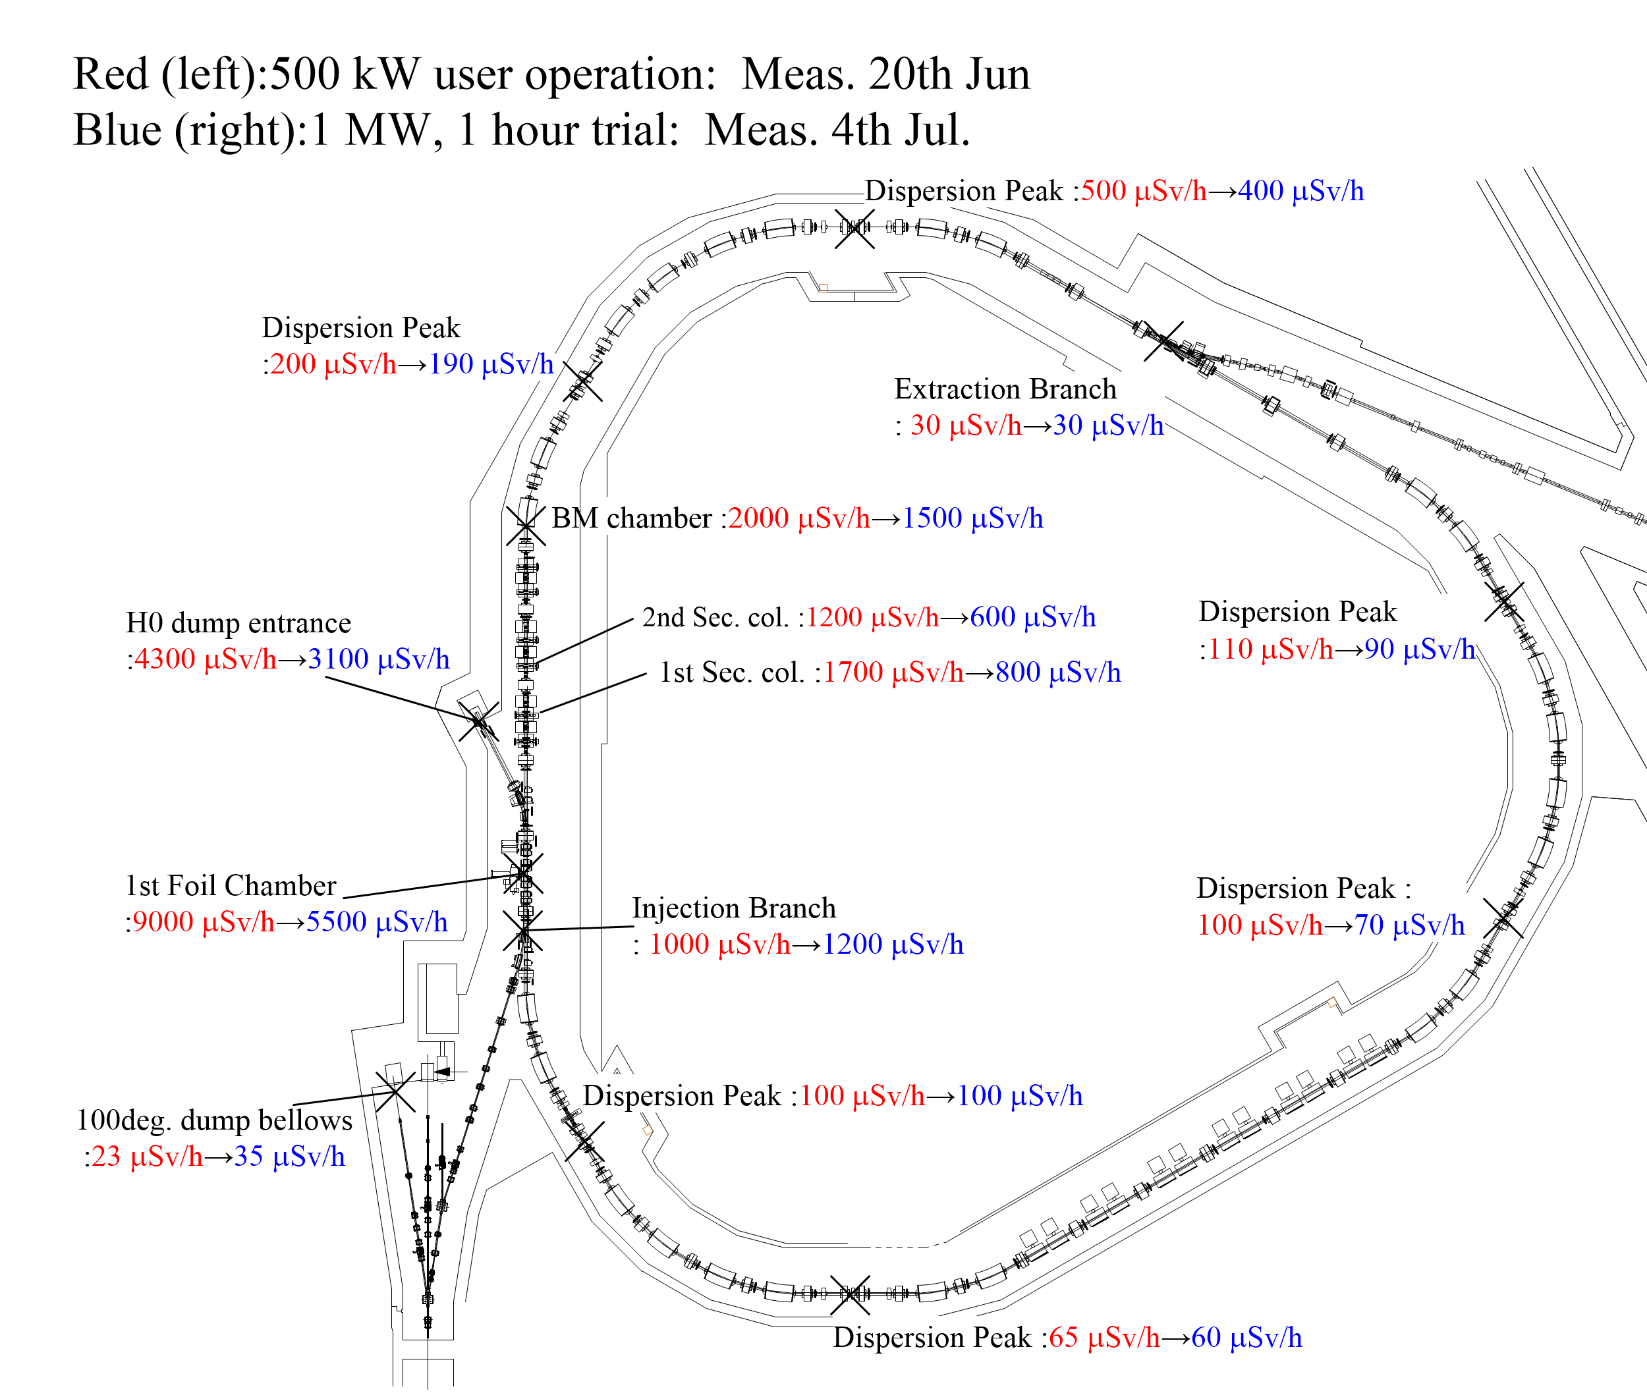 Red (left):500 kW user operation:  Meas. 20th Jun
Blue (right):1 MW, 1 hour trial:  Meas. 4th Jul.
Dispersion Peak :500 μSv/h→400 μSv/h
Dispersion Peak
:200 μSv/h→190 μSv/h
Extraction Branch
: 30 μSv/h→30 μSv/h
BM chamber :2000 μSv/h→1500 μSv/h
H0 dump entrance
:4300 μSv/h→3100 μSv/h
2nd Sec. col. :1200 μSv/h→600 μSv/h
1st Sec. col. :1700 μSv/h→800 μSv/h
Dispersion Peak
:110 μSv/h→90 μSv/h
1st Foil Chamber
:9000 μSv/h→5500 μSv/h
Injection Branch
: 1000 μSv/h→1200 μSv/h
Dispersion Peak :
100 μSv/h→70 μSv/h
Dispersion Peak :100 μSv/h→100 μSv/h
100deg. dump bellows
:23 μSv/h→35 μSv/h
Dispersion Peak :65 μSv/h→60 μSv/h